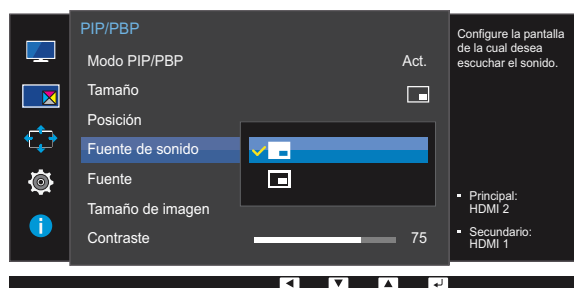 PIP/PBP
Modo PIP/PBP Act.
Tamaño
Posición
Fuente de sonido
Fuente
Tamaño de imagen
Contraste 75
Configure la pantalla
de la cual desea
escuchar el sonido.
Principal:
HDMI 2
Secundario:
HDMI 1